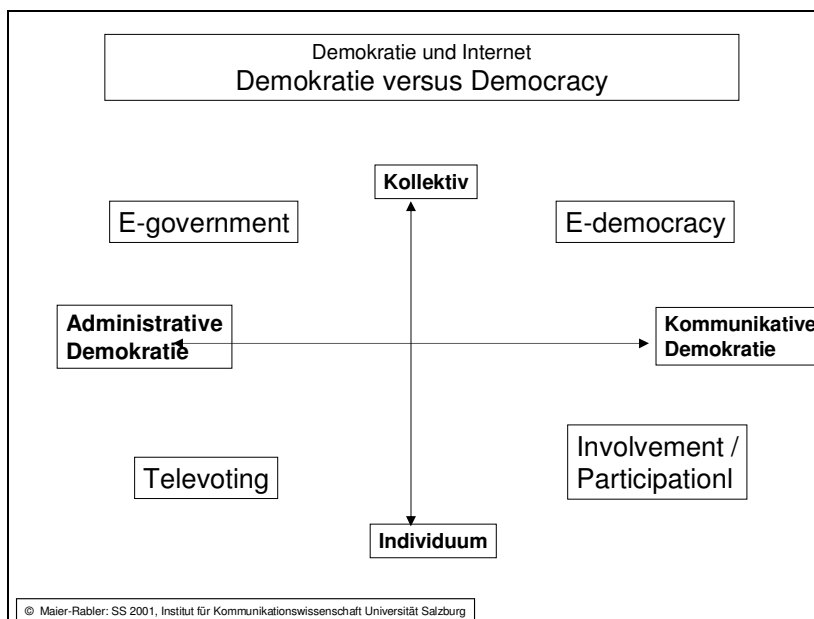 Demokratie und Internet
Demokratie versus Democracy
Kollektiv
E-government
E-democracy
Administrative
Demokratie
Kommunikative
Demokratie
Televoting
Involvement /
Participationl
Individuum
© Maier-Rabler: SS 2001, Institut für Kommunikationswissenschaft Universität Salzburg